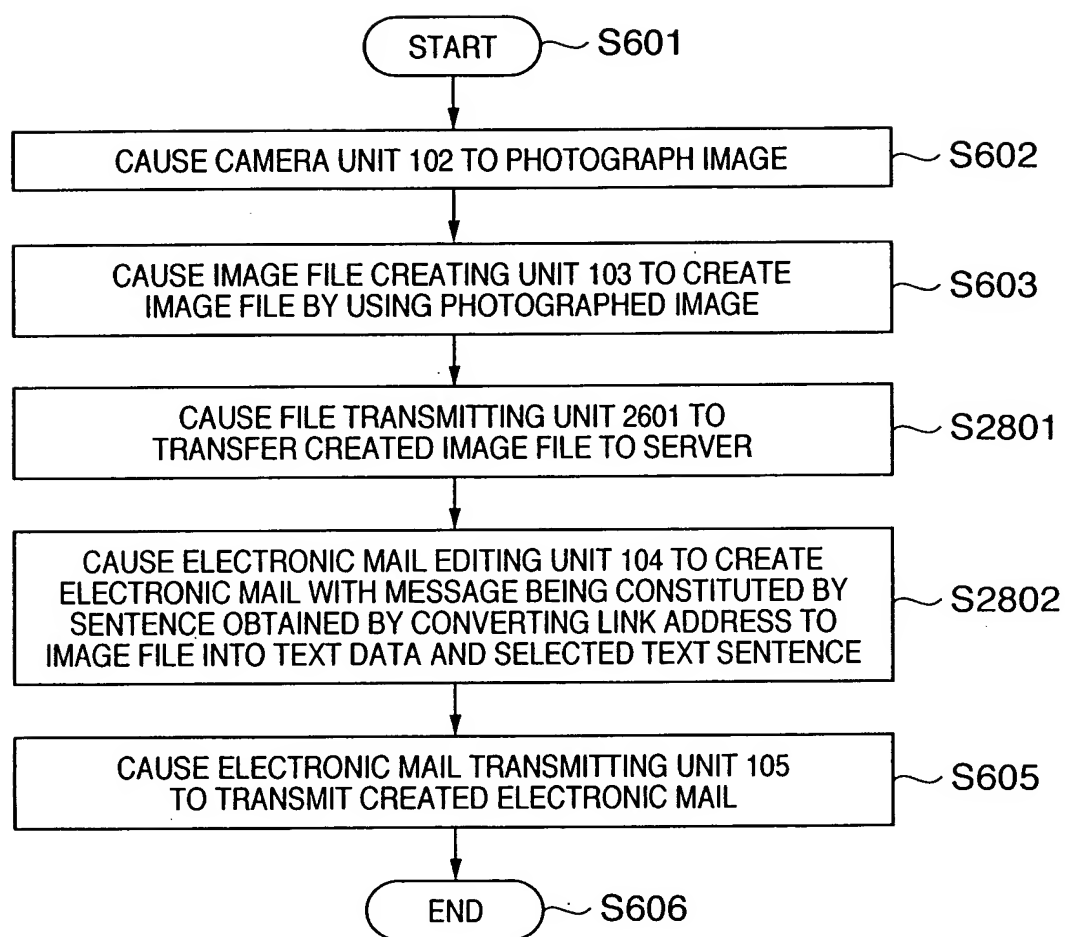 START
S601
CAUSE CAMERA UNIT 102 TO PHOTOGRAPH IMAGE
S602
CAUSE IMAGE FILE CREATING UNIT 103 TO CREATE
IMAGE FILE BY USING PHOTOGRAPHED IMAGE
S603
CAUSE FILE TRANSMITTING UNIT 2601 TO
TRANSFER CREATED IMAGE FILE TO SERVER
S2801
CAUSE ELECTRONIC MAIL EDITING UNIT 104 TO CREATE
ELECTRONIC MAIL WITH MESSAGE BEING CONSTITUTED BY
SENTENCE OBTAINED BY CONVERTING LINK ADDRESS TO
IMAGE FILE INTO TEXT DATA AND SELECTED TEXT SENTENCE
S2802
CAUSE ELECTRONIC MAIL TRANSMITTING UNIT 105
TO TRANSMIT CREATED ELECTRONIC MAIL
S605
END
S606